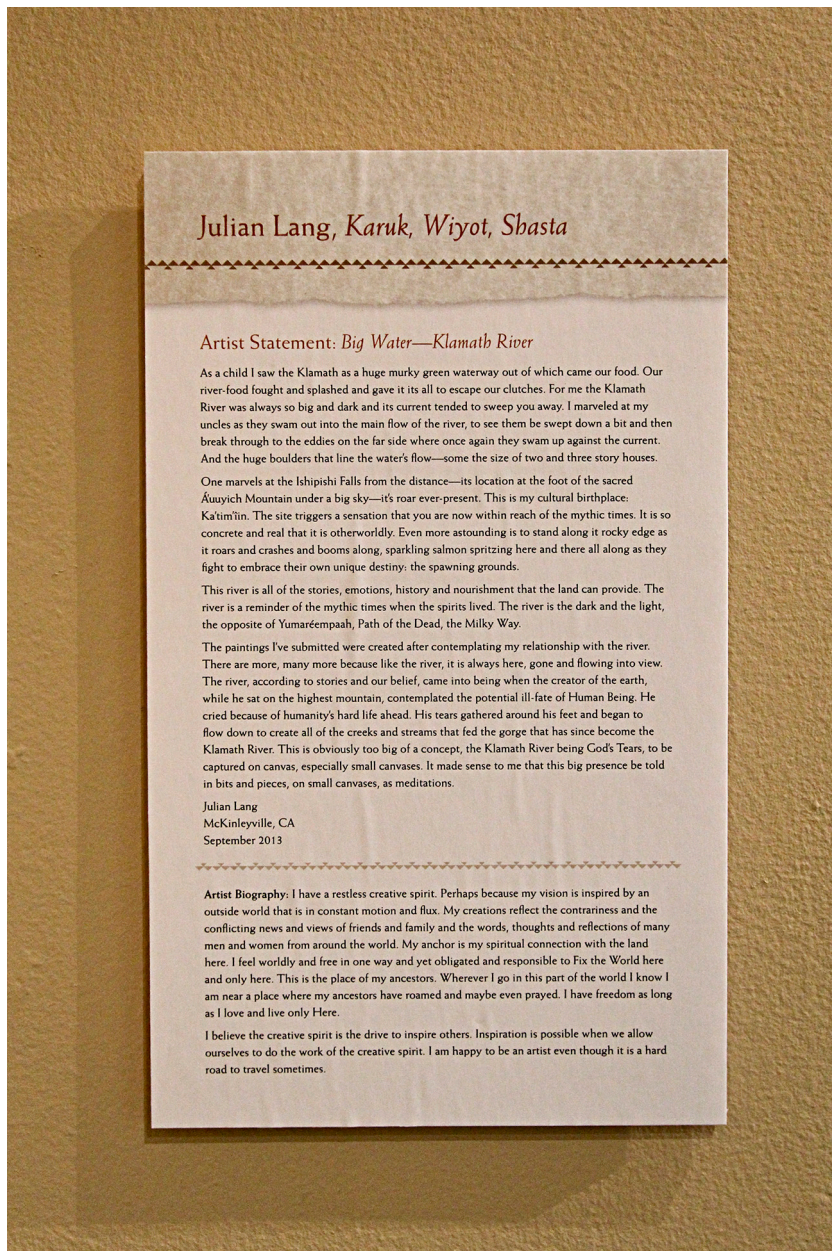 Julian Lang, Karuk, Wiyot, Shasta
Artist Statement: Big Water—Klamath River
As a child I saw the Klamath as a huge murky green waterway out of which came our food. Our
river-food fought and splashed and gave it its all to escape our clutches. For me the Klamath
River was always so big and dark and its current tended to sweep you away. I marveled at my
uncles as they swam out into the main flow of the river, to see them be swept down a bit and then
break through to the eddies on the far side where once again they swam up against the current.
And the huge boulders that line the water's flow—some the size of two and three story houses.
One marvels at the Ishipishi Falls from the distance—its location at the foot of the sacred
Á'uuyich Mountain under a big sky—it's roar ever-present. This is my cultural birthplace:
Ka'tim'îin. The site triggers a sensation that you are now within reach of the mythic times. It is so
concrete and real that it is otherworldly. Even more astounding is to stand along it rocky edge as
it roars and crashes and booms along, sparkling salmon spritzing here and there all along as they
fight to embrace their own unique destiny: the spawning grounds.
This river is all of the stories, emotions, history and nourishment that the land can provide. The
river is a reminder of the mythic times when the spirits lived. The river is the dark and the light,
the opposite of Yumaréempaah, Path of the Dead, the Milky Way.
The paintings I've submitted were created after contemplating my relationship with the river.
There are more, many more because like the river, it is always here, gone and flowing into view.
The river, according to stories and our belief, came into being when the creator of the earth,
while he sat on the highest mountain, contemplated the potential ill-fate of Human Being. He
cried because of humanity's hard life ahead. His tears gathered around his feet and began to
flow down to create all of the creeks and streams that fed the gorge that has since become the
Klamath River. This is obviously too big of a concept, the Klamath River being God's Tears, to be
captured on canvas, especially small canvases. It made sense to me that this big presence be told
in bits and pieces, on small canvases, as meditations.
Julian Lang
McKinleyville, CA
September 2013
Artist Biography: I have a restless creative spirit. Perhaps because my vision is inspired by an
outside world that is in constant motion and flux. My creations reflect the contrariness and the
conflicting news and views of friends and family and the words, thoughts and reflections of many
men and women from around the world. My anchor is my spiritual connection with the land
here. I feel worldly and free in one way and yet obligated and responsible to Fix the World here
and only here. This is the place of my ancestors. Wherever I go in this part of the world I know I
am near a place where my ancestors have roamed and maybe even prayed. I have freedom as long
as I love and live only Here.
I believe the creative spirit is the drive to inspire others. Inspiration is possible when we allow
ourselves to do the work of the creative spirit. I am happy to be an artist even though it is a hard
road to travel sometimes.